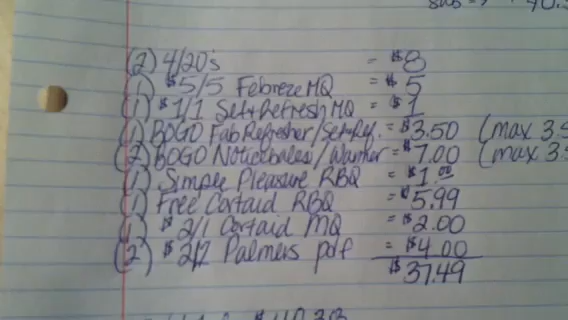 (2) 4/20's = $8
(1) $5/5 Febreze MQ = $5
(1) $1/1 Set+Refresh MQ = $1
(1) BOGO Fab Refresher/Set+Ref. = $3.50 (max 3.5
(2) BOGO Noticeables/Warmer = $7.00 (max 3.5
(1) Simple Pleasure RBQ = $1.00
(1) Free Cortaid RBQ = $5.99
(1) $2/1 Cortaid MQ = $2.00
(2) $2/2 Palmers pdf = $4.00
$37.49